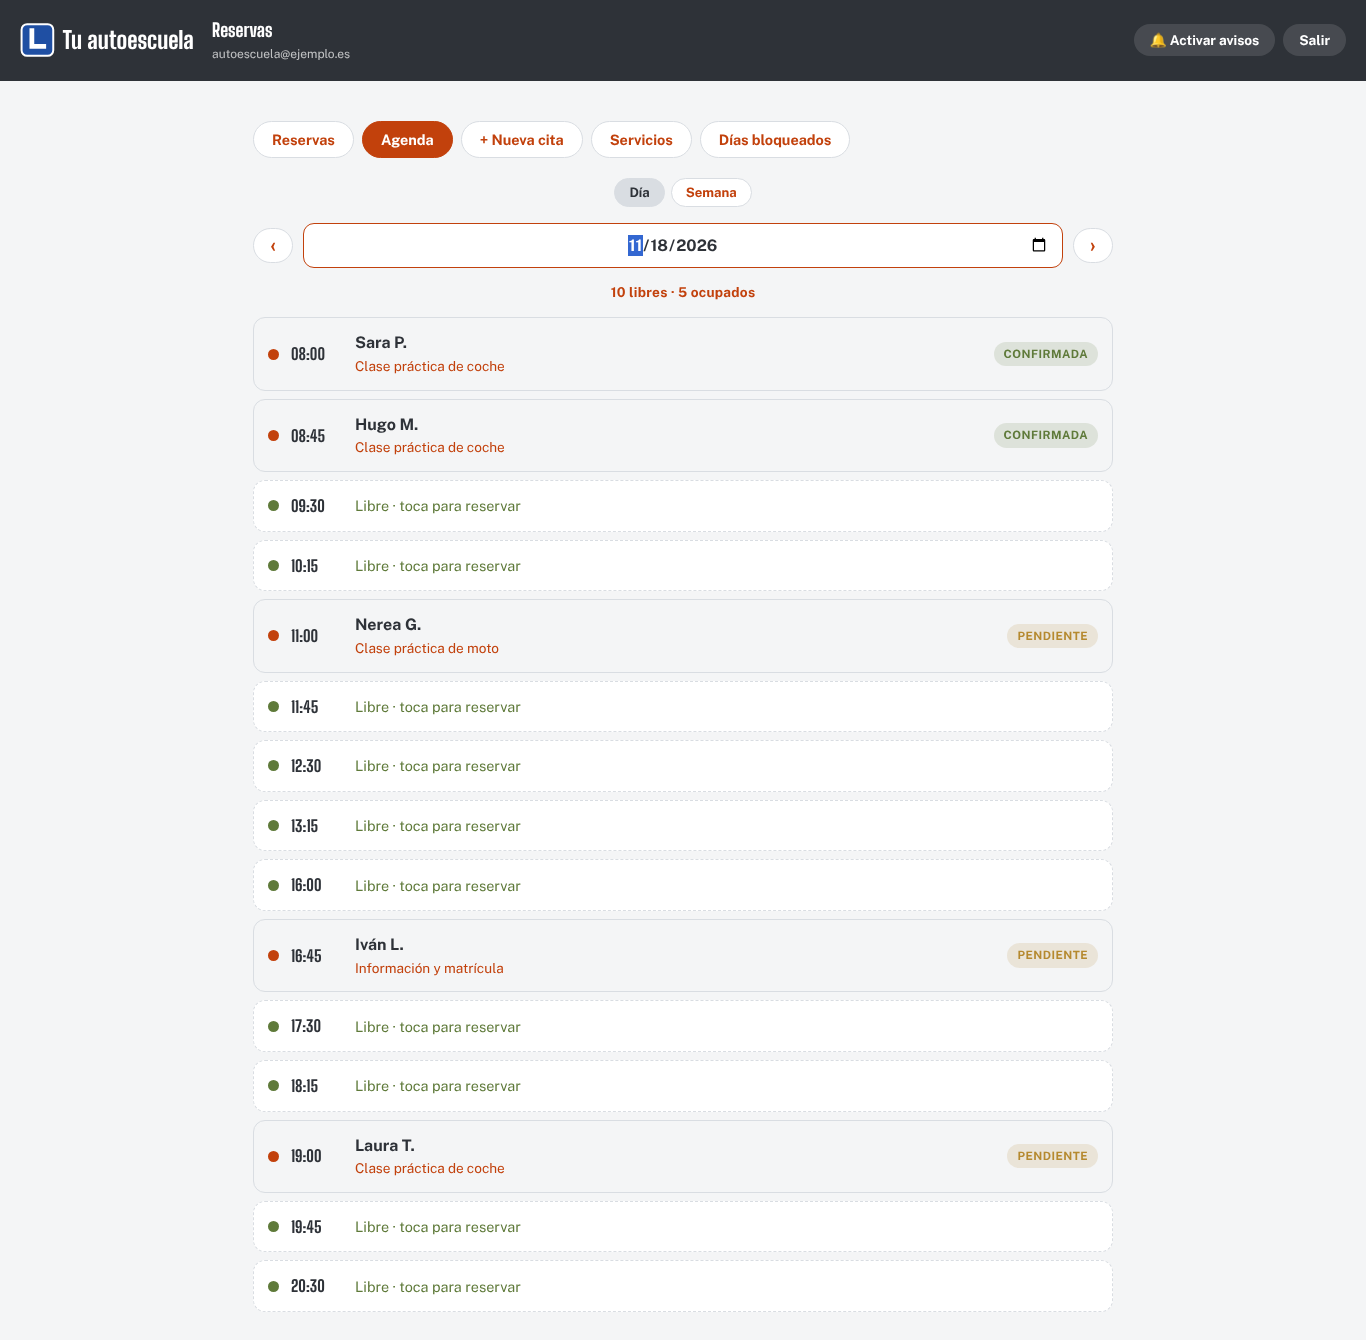 L Tu autoescuela
Reservas
autoescuela@ejemplo.es
🔔 Activar avisos
Salir
Reservas
Agenda
+ Nueva cita
Servicios
Días bloqueados
Día
Semana
‹
11/18/2026
›
10 libres · 5 ocupados
08:00
Sara P.
Clase práctica de coche
CONFIRMADA
08:45
Hugo M.
Clase práctica de coche
CONFIRMADA
09:30 Libre · toca para reservar
10:15 Libre · toca para reservar
11:00
Nerea G.
Clase práctica de moto
PENDIENTE
11:45 Libre · toca para reservar
12:30 Libre · toca para reservar
13:15 Libre · toca para reservar
16:00 Libre · toca para reservar
16:45
Iván L.
Información y matrícula
PENDIENTE
17:30 Libre · toca para reservar
18:15 Libre · toca para reservar
19:00
Laura T.
Clase práctica de coche
PENDIENTE
19:45 Libre · toca para reservar
20:30 Libre · toca para reservar